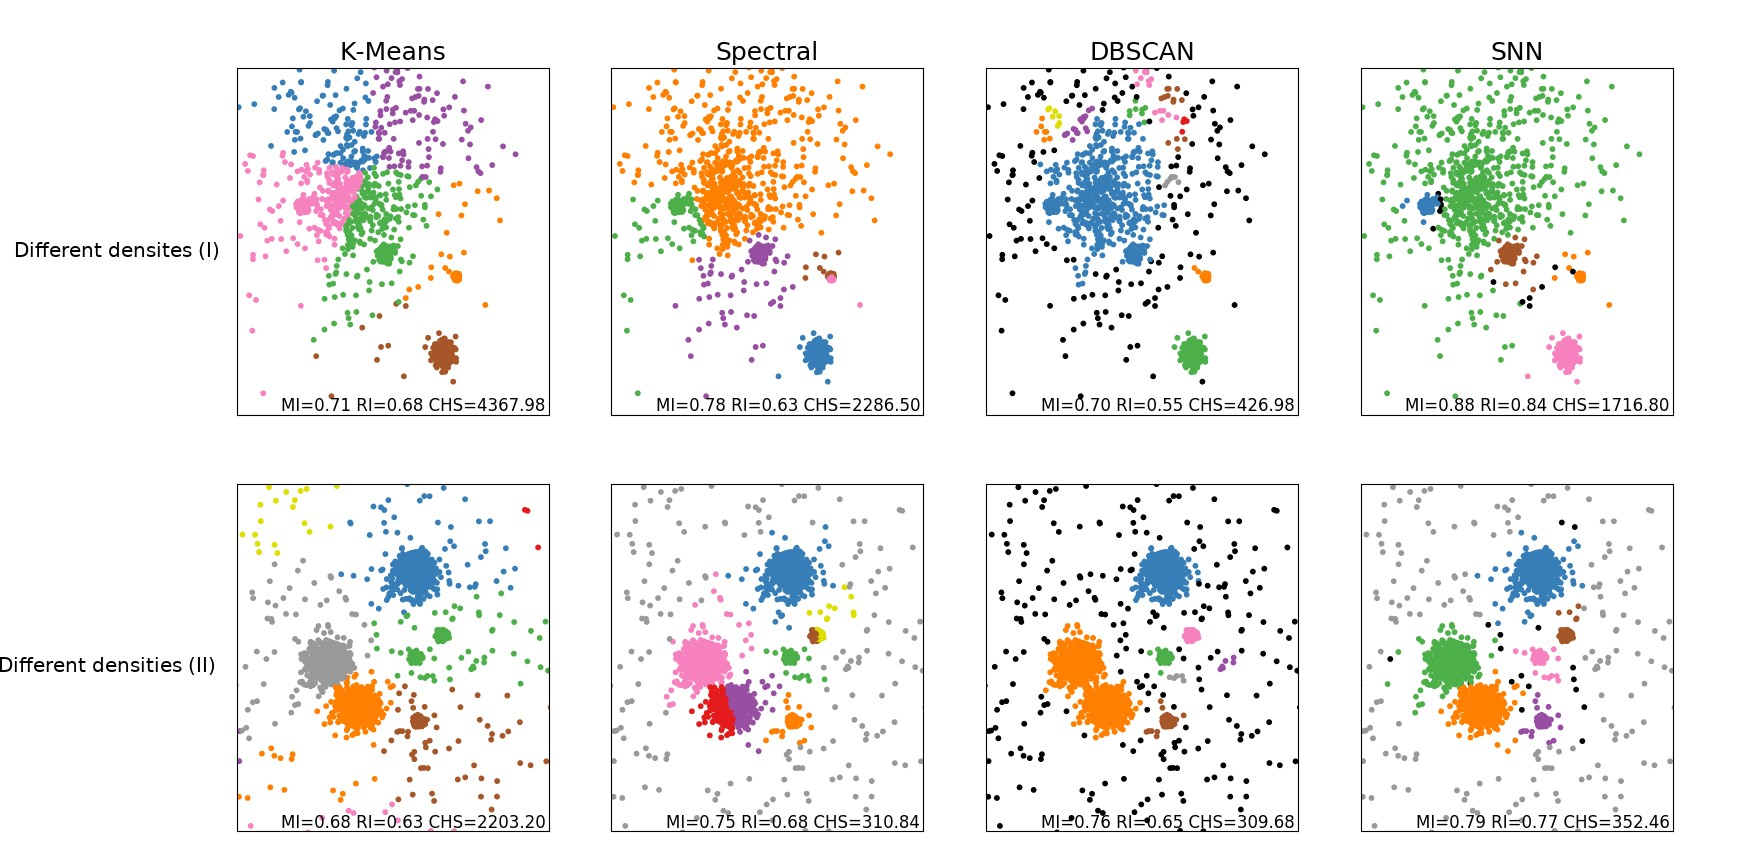 K-Means
Spectral
DBSCAN
SNN
Different densites (I)
MI=0.71 RI=0.68 CHS=4367.98
MI=0.78 RI=0.63 CHS=2286.50
MI=0.70 RI=0.55 CHS=426.98
MI=0.88 RI=0.84 CHS=1716.80
Different densities (II)
MI=0.68 RI=0.63 CHS=2203.20
MI=0.75 RI=0.68 CHS=310.84
MI=0.76 RI=0.65 CHS=309.68
MI=0.79 RI=0.77 CHS=352.46